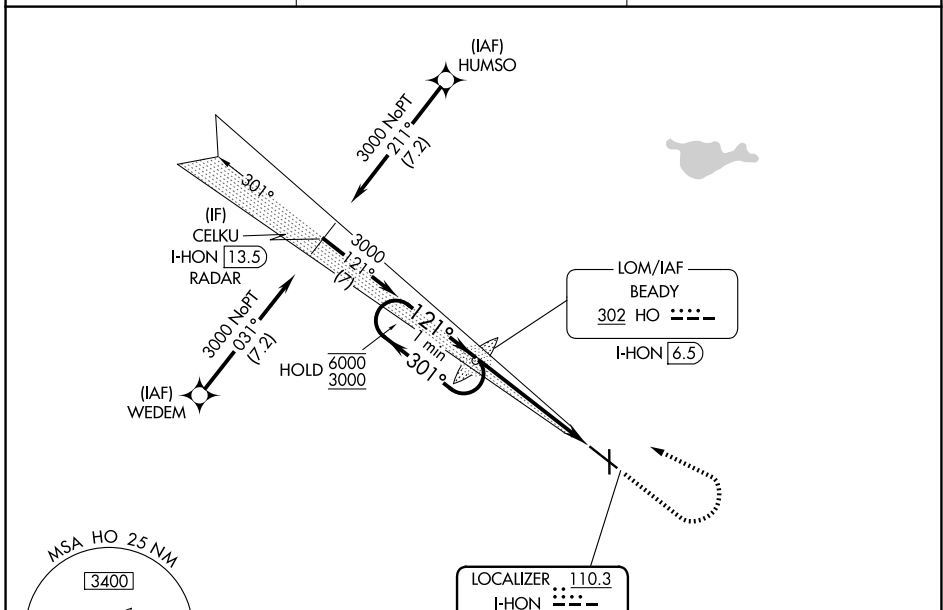 (IAF)
HUMSO
3000 NoPT
211°
(7.2)
301°
(IF)
CELKU
I-HON 13.5
RADAR
3000
121°
(7)
LOM/IAF
BEADY
302 HO
I-HON 6.5
121°
1 min
301°
HOLD 6000
3000
3000 NoPT
031°
(7.2)
(IAF)
WEDEM
MSA HO 25 NM
3400
LOCALIZER 110.3
I-HON